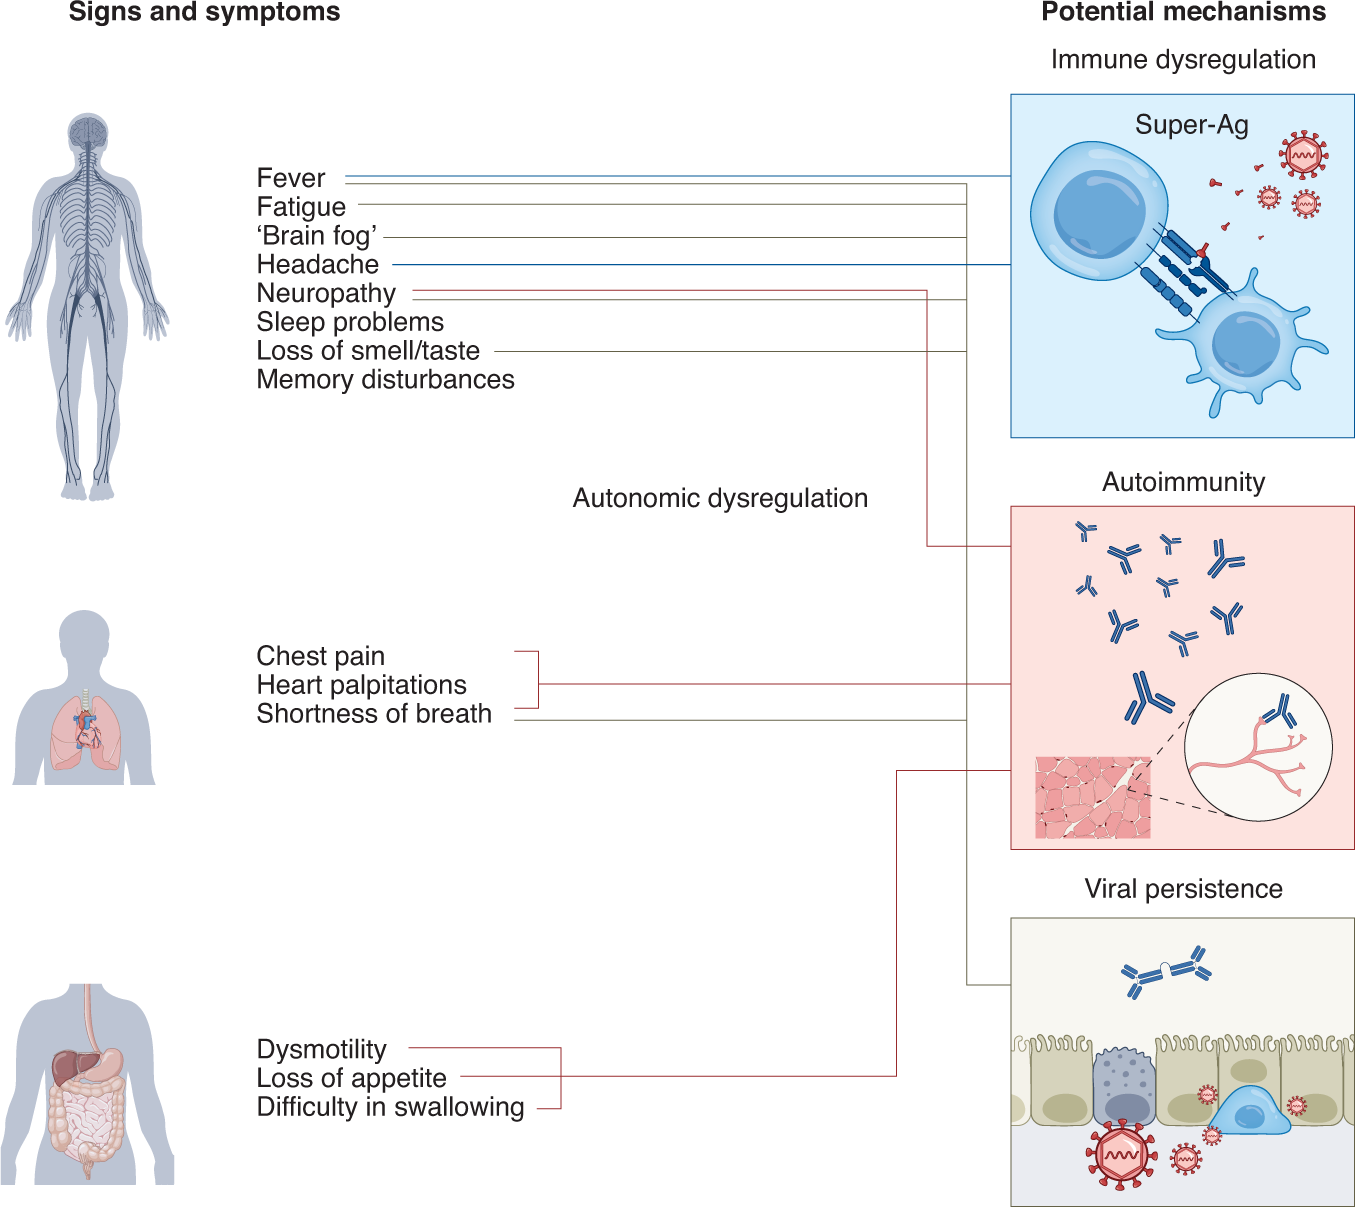 Signs and symptoms
Potential mechanisms
Immune dysregulation
Super-Ag
Fever
Fatigue
‘Brain fog’
Headache
Neuropathy
Sleep problems
Loss of smell/taste
Memory disturbances
Autoimmunity
Autonomic dysregulation
Chest pain
Heart palpitations
Shortness of breath
Viral persistence
Dysmotility
Loss of appetite
Difficulty in swallowing